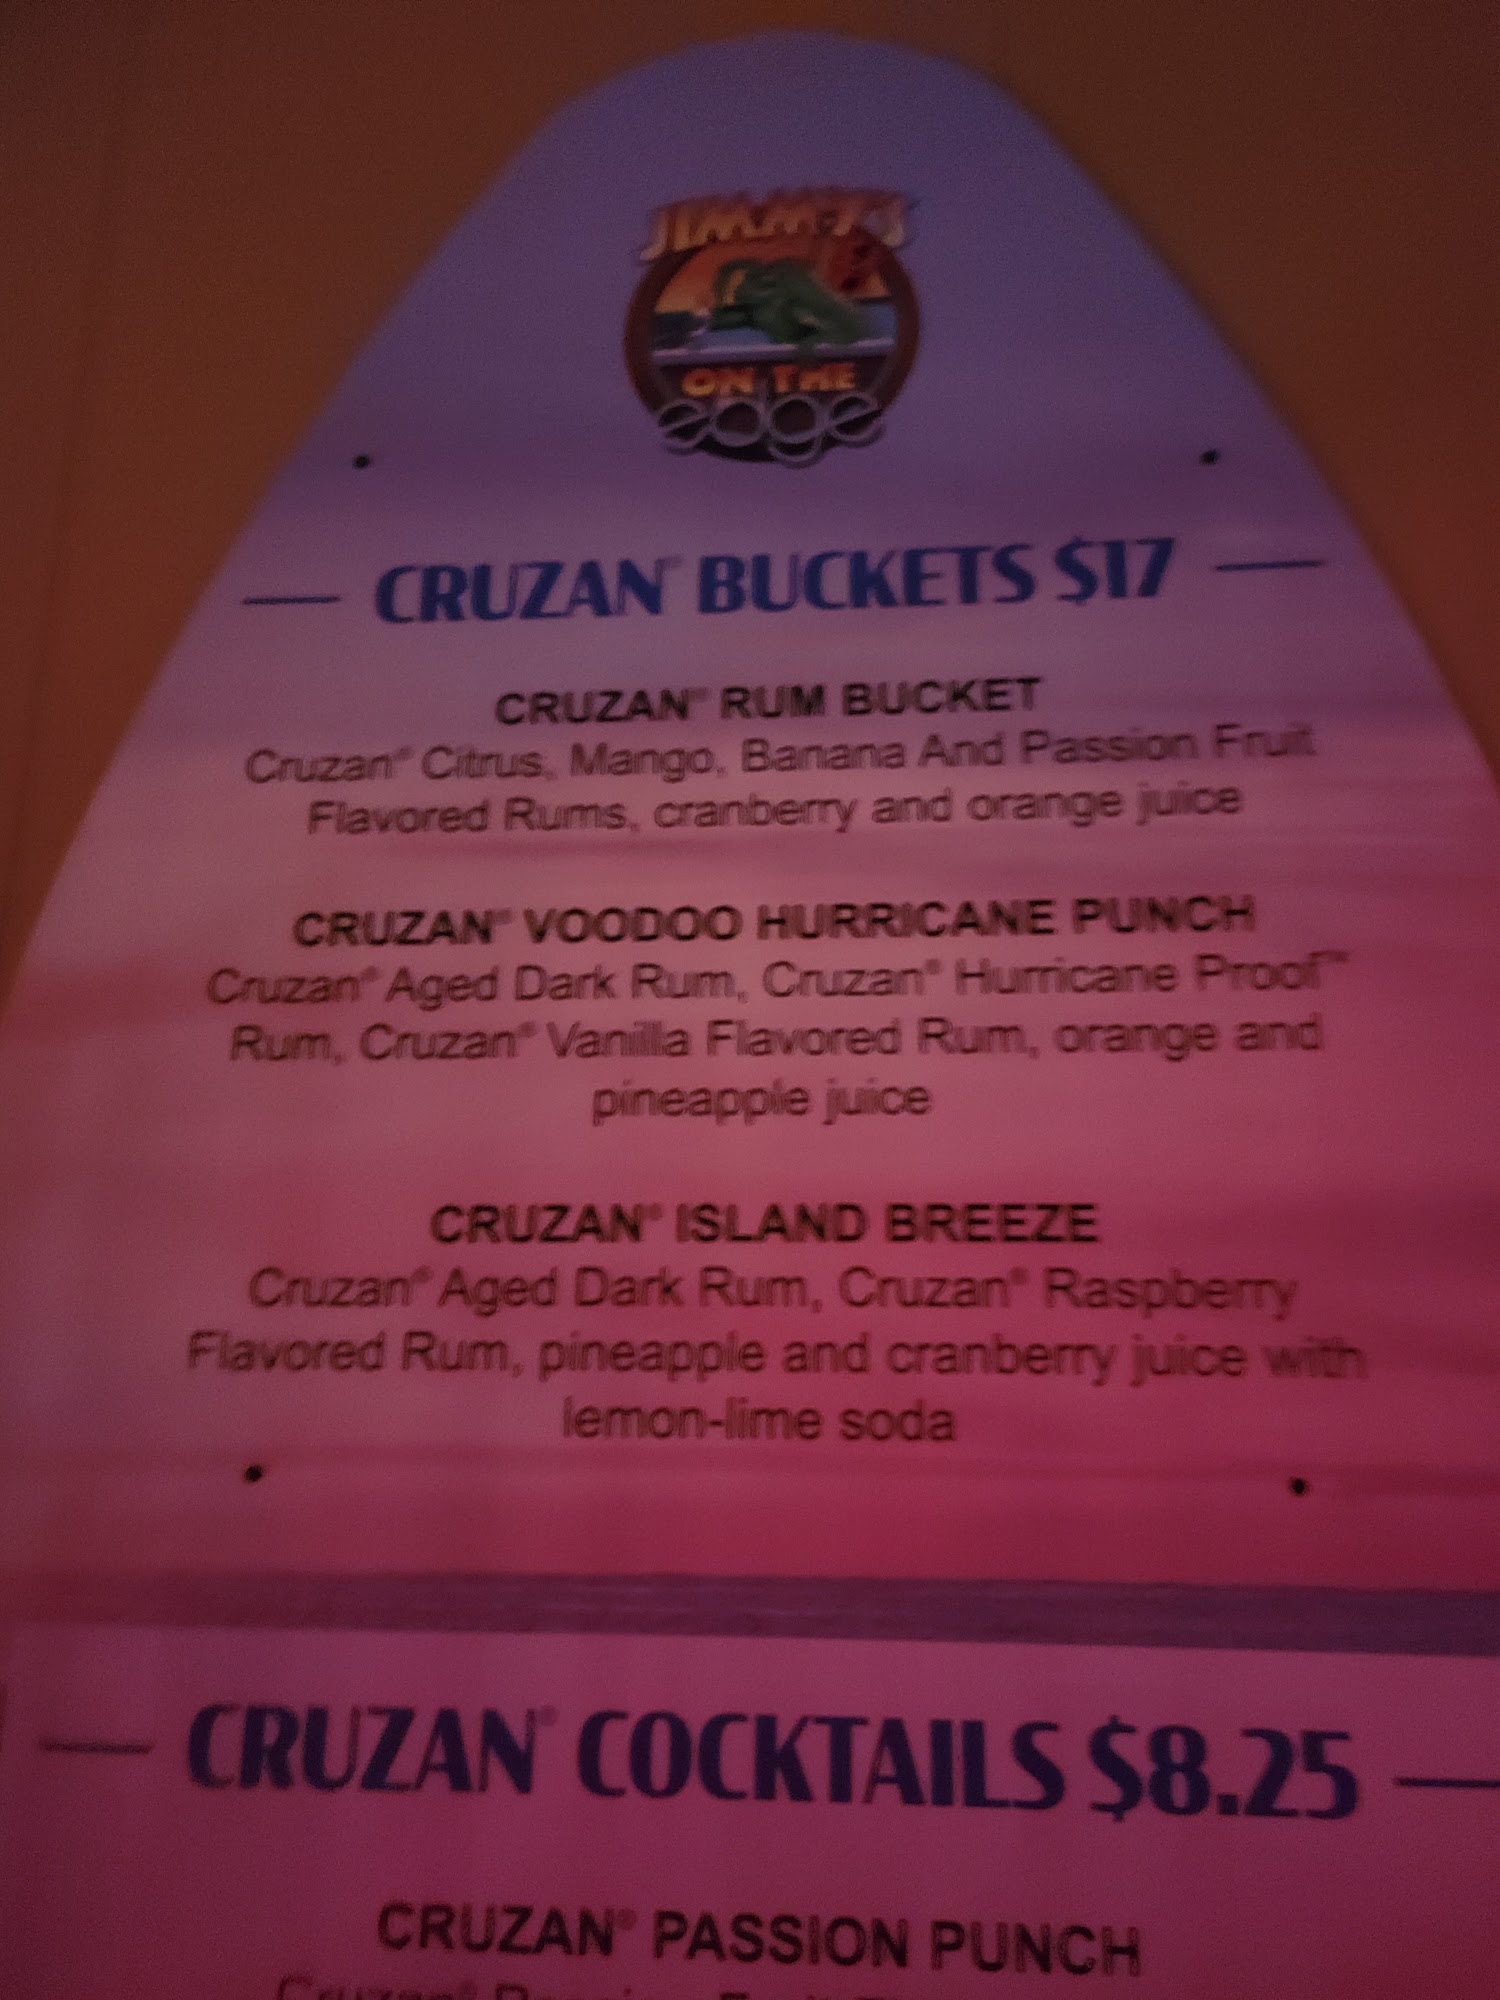 JIMMY'S
ON THE
edge
CRUZAN® BUCKETS $17
CRUZAN® RUM BUCKET
Cruzan® Citrus, Mango, Banana And Passion Fruit
Flavored Rums, cranberry and orange juice
CRUZAN® VOODOO HURRICANE PUNCH
Cruzan® Aged Dark Rum, Cruzan® Hurricane Proof™
Rum, Cruzan® Vanilla Flavored Rum, orange and
pineapple juice
CRUZAN® ISLAND BREEZE
Cruzan® Aged Dark Rum, Cruzan® Raspberry
Flavored Rum, pineapple and cranberry juice with
lemon-lime soda
CRUZAN® COCKTAILS $8.25
CRUZAN® PASSION PUNCH
Cruzan®